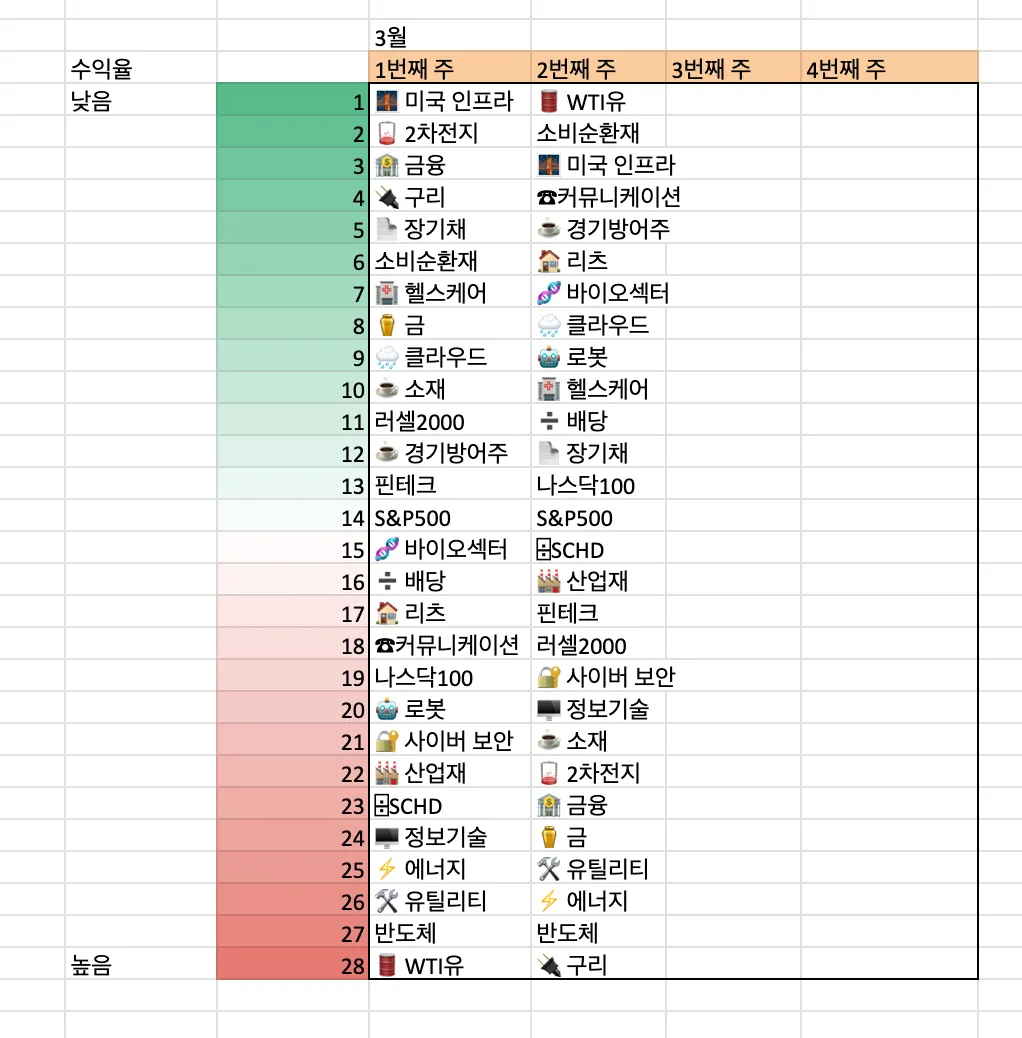 3월
수익율 1번째 주 2번째 주 3번째 주 4번째 주
낮음 1 🌉 미국 인프라 🛢 WTI유
2 🪫 2차전지 소비순환재
3 🏦 금융 🌉 미국 인프라
4 🔌 구리 ☎커뮤니케이션
5 📄 장기채 ☕ 경기방어주
6 소비순환재 🏠 리츠
7 🏥 헬스케어 🧬 바이오섹터
8 ⚱ 금 🌧 클라우드
9 🌧 클라우드 🤖 로봇
10 ☕ 소재 🏥 헬스케어
11 러셀2000 ➗ 배당
12 ☕ 경기방어주 📄 장기채
13 핀테크 나스닥100
14 S&P500 S&P500
15 🧬 바이오섹터 ⌹SCHD
16 ➗ 배당 🏭 산업재
17 🏠 리츠 핀테크
18 ☎커뮤니케이션 러셀2000
19 나스닥100 🔐 사이버 보안
20 🤖 로봇 🖥 정보기술
21 🔐 사이버 보안 ☕ 소재
22 🏭 산업재 🪫 2차전지
23 ⌹SCHD 🏦 금융
24 🖥 정보기술 ⚱ 금
25 ⚡ 에너지 🛠 유틸리티
26 🛠 유틸리티 ⚡ 에너지
27 반도체 반도체
높음 28 🛢 WTI유 🔌 구리